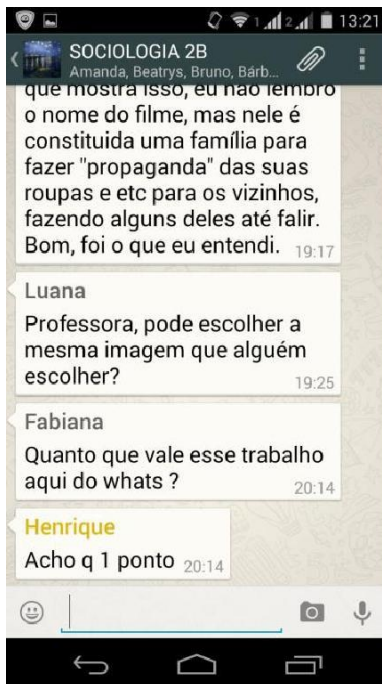 1 2 13:21
SOCIOLOGIA 2B
Amanda, Beatrys, Bruno, Bárb...
que mostra isso, eu não lembro
o nome do filme, mas nele é
constituida uma família para
fazer "propaganda" das suas
roupas e etc para os vizinhos,
fazendo alguns deles até falir.
Bom, foi o que eu entendi. 19:17
Luana
Professora, pode escolher a
mesma imagem que alguém
escolher? 19:25
Fabiana
Quanto que vale esse trabalho
aqui do whats ? 20:14
Henrique
Acho q 1 ponto 20:14